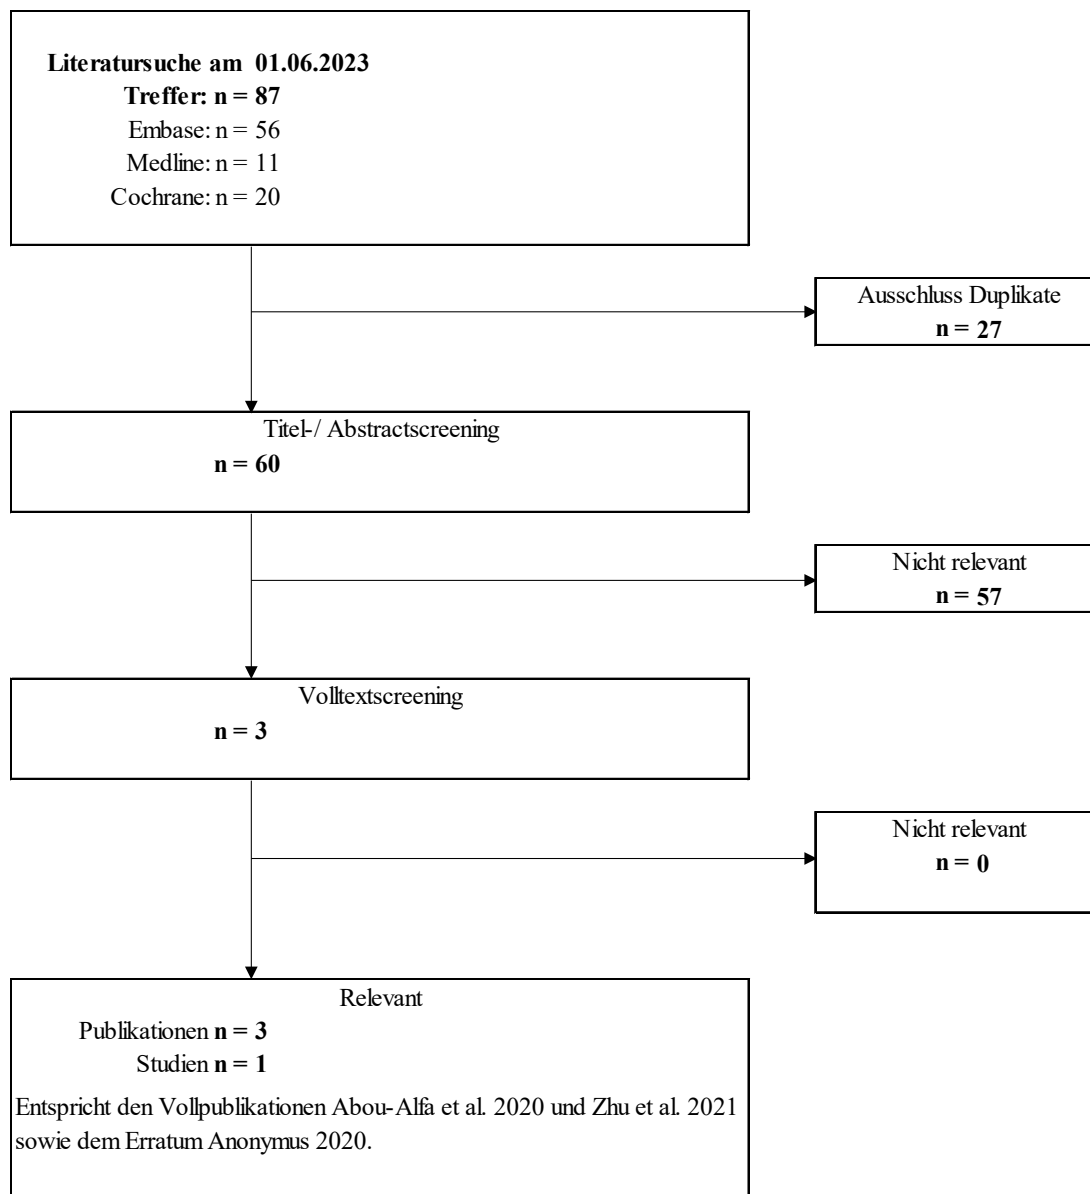 Literatursuche am 01.06.2023
Treffer: n = 87
Embase: n = 56
Medline: n = 11
Cochrane: n = 20
Ausschluss Duplikate
n = 27
Titel-/ Abstractscreening
n = 60
Nicht relevant
n = 57
Volltextscreening
n = 3
Nicht relevant
n = 0
Relevant
Publikationen n = 3
Studien n = 1
Entspricht den Vollpublikationen Abou-Alfa et al. 2020 und Zhu et al. 2021
sowie dem Erratum Anonymus 2020.